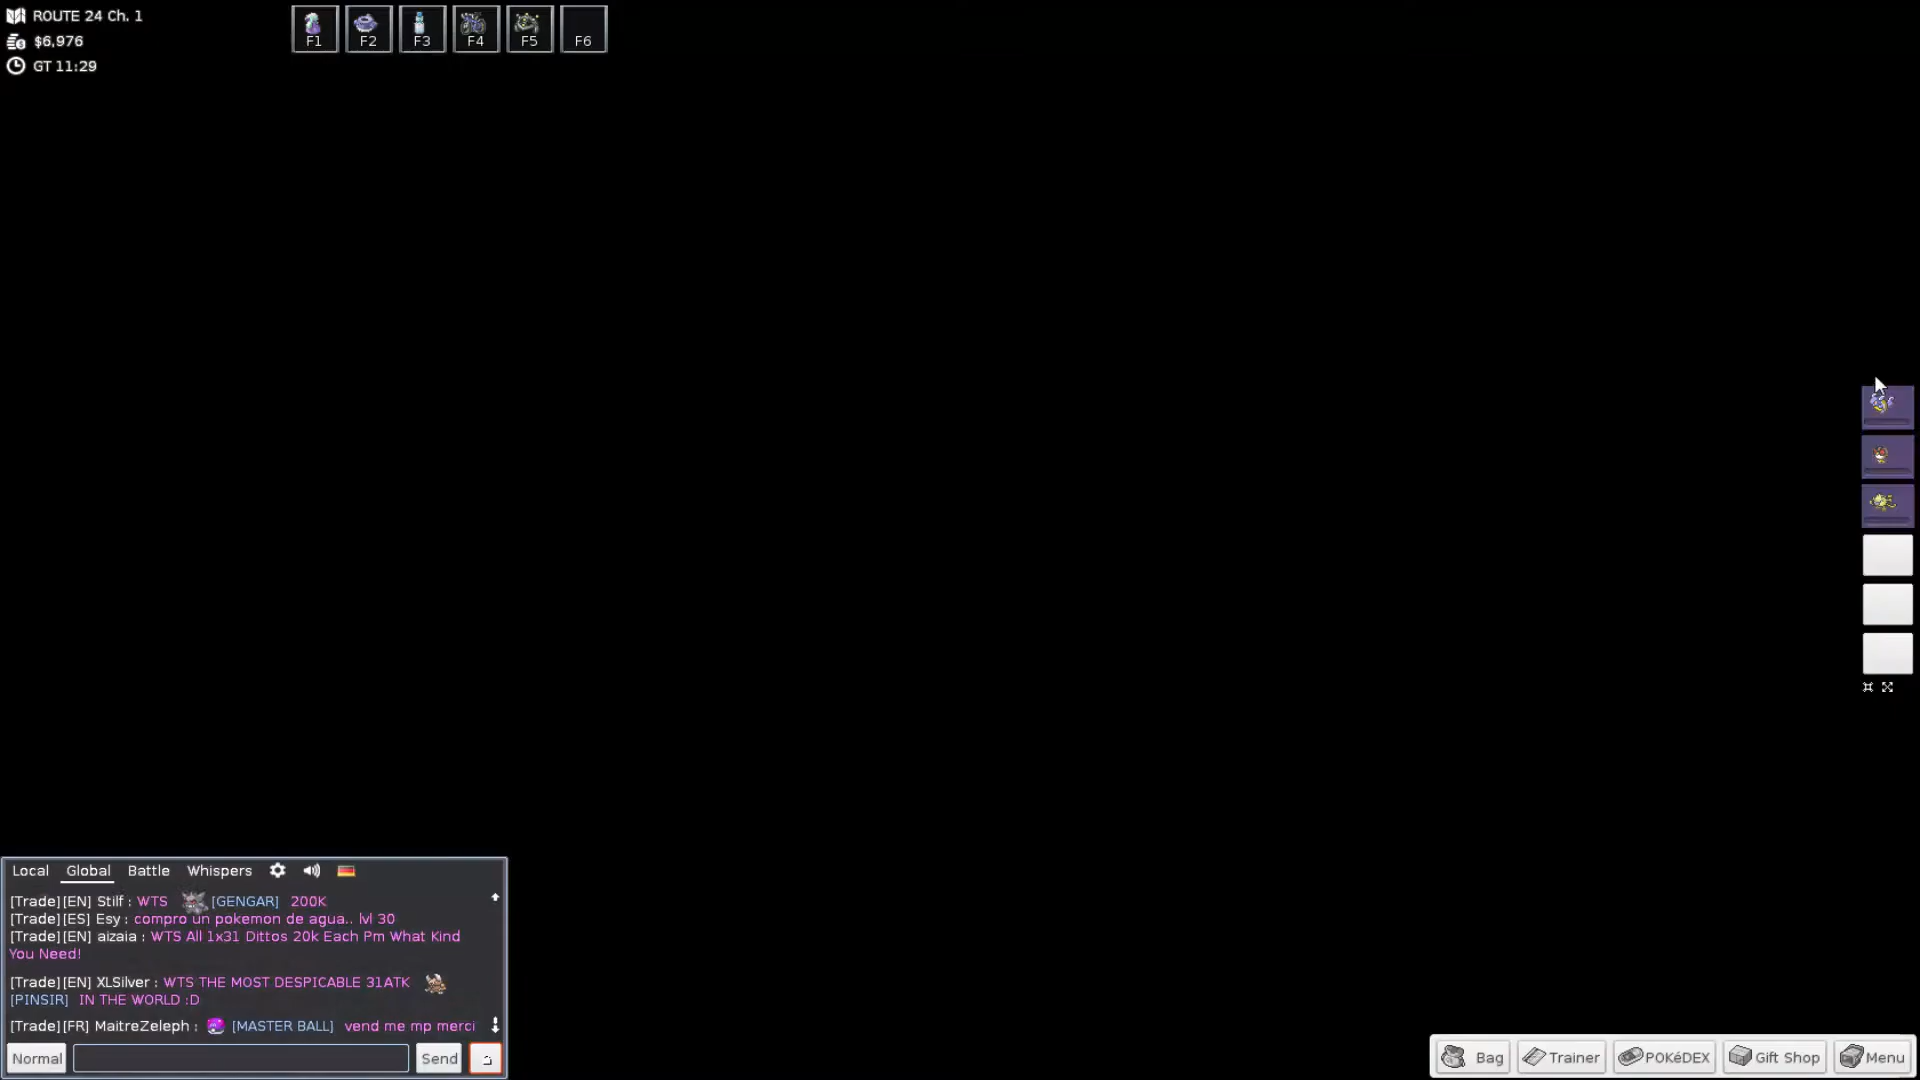 ROUTE 24 Ch. 1
$6,976
GT 11:29
F1 F2 F3 F4 F5 F6
Local Global Battle Whispers
[Trade][EN] Stilf : WTS [GENGAR] 200K
[Trade][ES] Esy : compro un pokemon de agua.. lvl 30
[Trade][EN] aizaia : WTS All 1x31 Dittos 20k Each Pm What Kind
You Need!
[Trade][EN] XLSilver : WTS THE MOST DESPICABLE 31ATK
[PINSIR] IN THE WORLD :D
[Trade][FR] MaitreZeleph : [MASTER BALL] vend me mp merci
Normal Send
Bag Trainer POKéDEX Gift Shop Menu